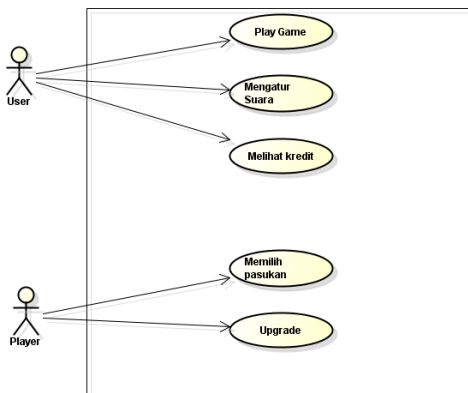 Play Game
User
Mengatur
Suara
Melihat kredit
Memilih
pasukan
Player
Upgrade